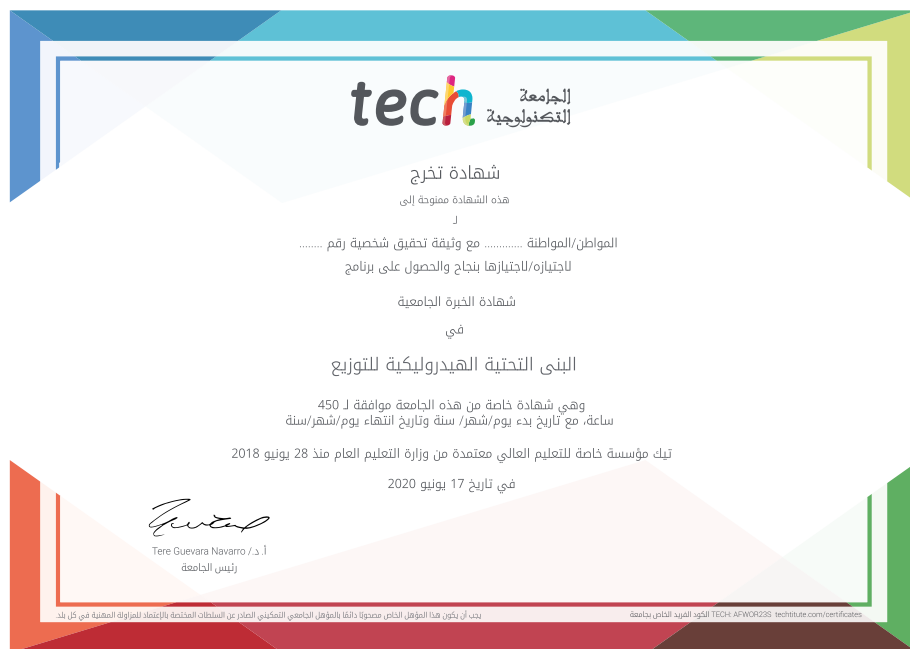 tech الجامعة
التكنولوجية
شهادة تخرج
هذه الشهادة ممنوحة إلى
لـ
المواطن/المواطنة ............ مع وثيقة تحقيق شخصية رقم ........
لاجتيازه/لاجتيازها بنجاح والحصول على برنامج
شهادة الخبرة الجامعية
في
البنى التحتية الهيدروليكية للتوزيع
وهي شهادة خاصة من هذه الجامعة موافقة لـ 450
ساعة، مع تاريخ بدء يوم/شهر/ سنة وتاريخ انتهاء يوم/شهر/سنة
تيك مؤسسة خاصة للتعليم العالي معتمدة من وزارة التعليم العام منذ 28 يونيو 2018
في تاريخ 17 يونيو 2020
أ. د./ Tere Guevara Navarro
رئيس الجامعة
يجب أن يكون هذا المؤهل الخاص مصحوبًا دائمًا بالمؤهل الجامعي التمكيني الصادر عن السلطات المختصة بالإعتماد للمزاولة المهنية في كل بلد.
الكود الفريد الخاص بجامعة TECH: AFWOR23S techtitute.com/certificates